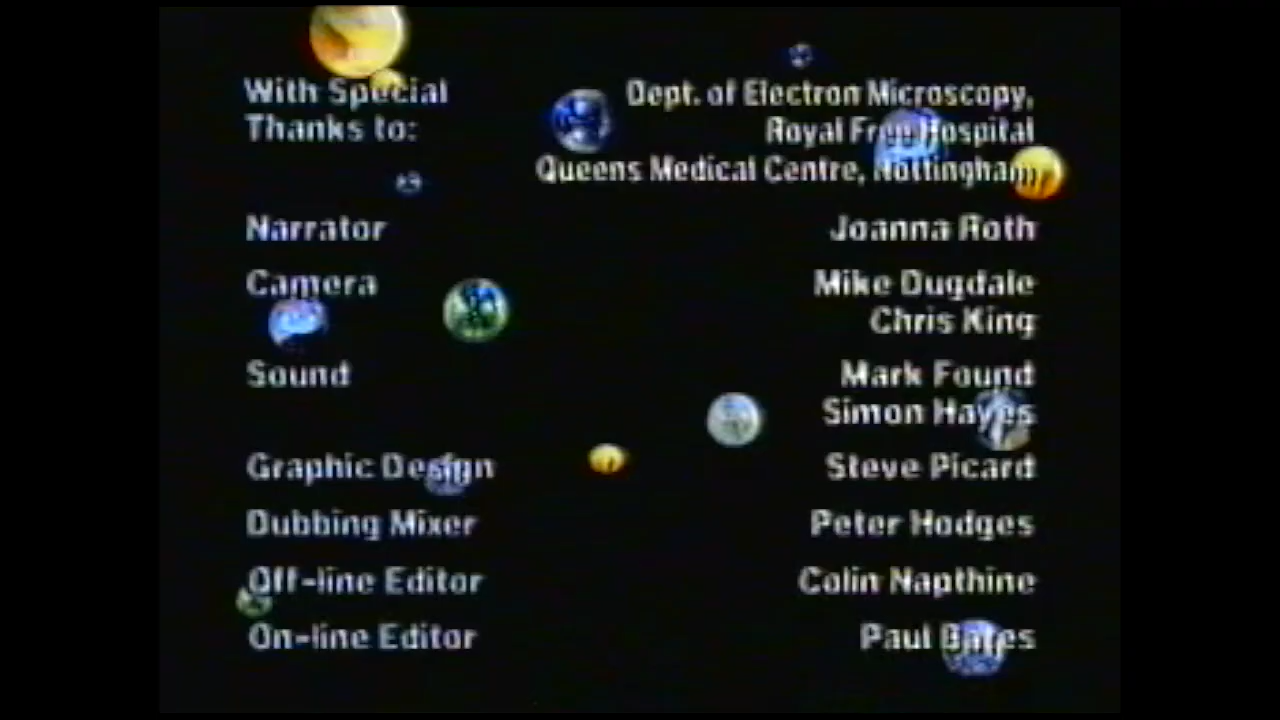 With Special Dept. of Electron Microscopy,
Thanks to: Royal Free Hospital
Queens Medical Centre, Nottingham
Narrator Joanna Roth
Camera Mike Dugdale
Chris King
Sound Mark Found
Simon Hayes
Graphic Design Steve Picard
Dubbing Mixer Peter Hodges
Off-line Editor Colin Napthine
On-line Editor Paul Bates